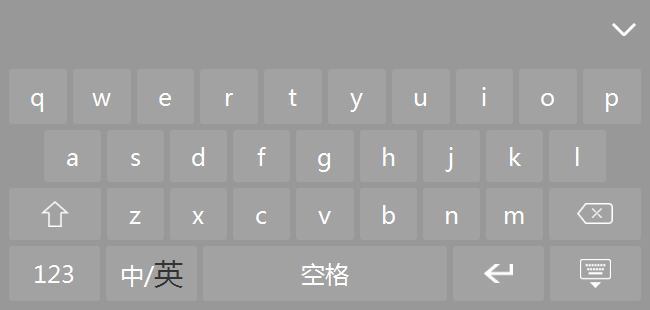 q w e r t y u i o p
a s d f g h j k l
z x c v b n m
123 中/英 空格